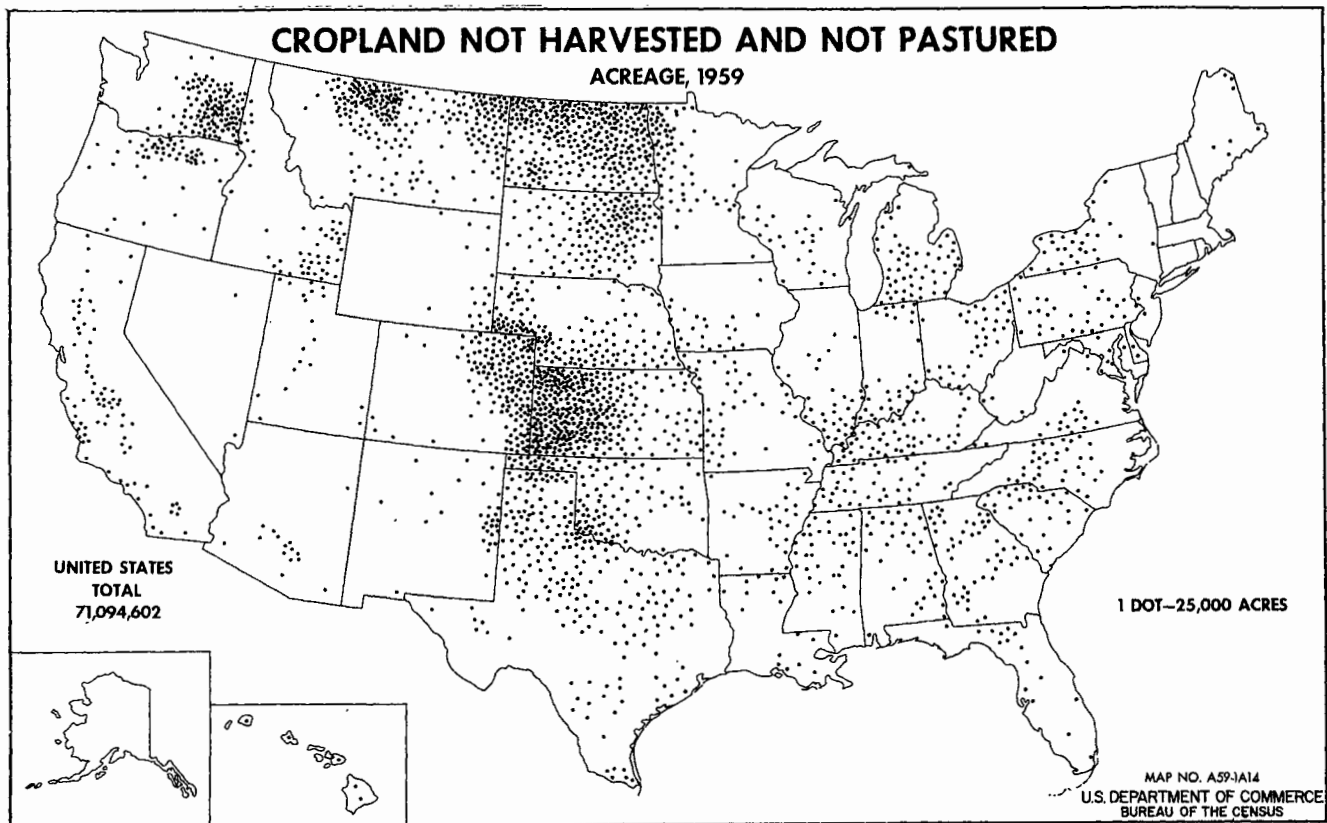 CROPLAND NOT HARVESTED AND NOT PASTURED
ACREAGE, 1959
UNITED STATES
TOTAL
71,094,602
1 DOT—25,000 ACRES
MAP NO. A59-1A14
U.S. DEPARTMENT OF COMMERCE
BUREAU OF THE CENSUS